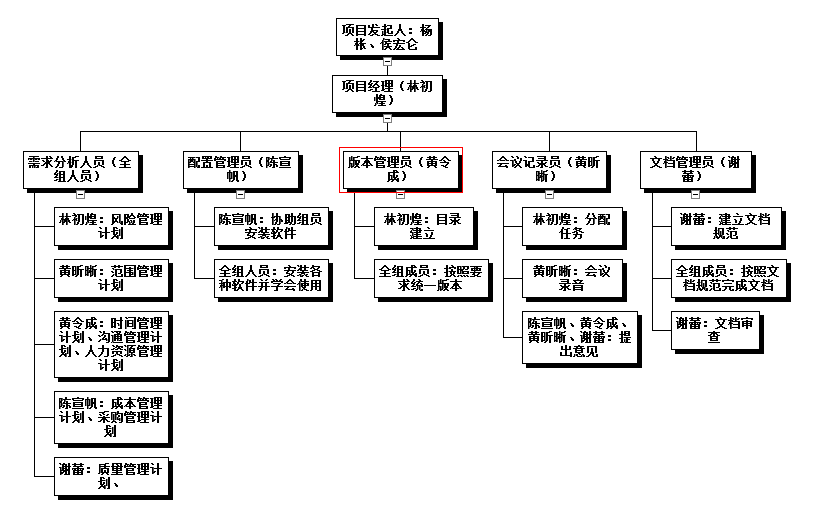 项目发起人：杨
枨、侯宏仑
项目经理（林初
煌）
需求分析人员（全
组人员）
林初煌：风险管理
计划
黄昕晰：范围管理
计划
黄令成：时间管理
计划、沟通管理计
划、人力资源管理
计划
陈宣帆：成本管理
计划、采购管理计
划
谢蕾：质量管理计
划、
配置管理员（陈宣
帆）
陈宣帆：协助组员
安装软件
全组人员：安装各
种软件并学会使用
版本管理员（黄令
成）
林初煌：目录
建立
全组成员：按照要
求统一版本
会议记录员（黄昕
晰）
林初煌：分配
任务
黄昕晰：会议
录音
陈宣帆、黄令成、
黄昕晰、谢蕾：提
出意见
文档管理员（谢
蕾）
谢蕾：建立文档
规范
全组成员：按照文
档规范完成文档
谢蕾：文档审
查